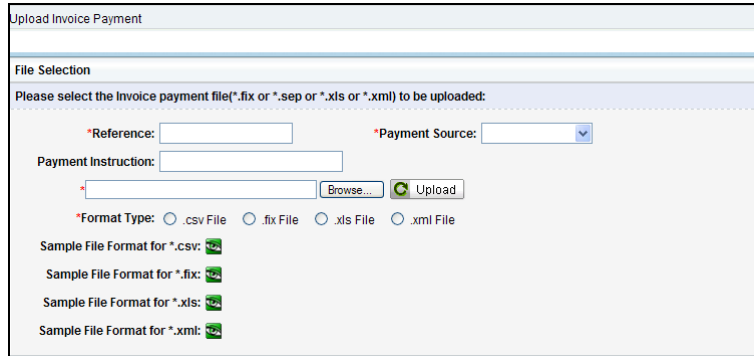 Upload Invoice Payment
File Selection
Please select the Invoice payment file(*.fix or *.sep or *.xls or *.xml) to be uploaded:
*Reference: *Payment Source:
Payment Instruction:
* Browse... Upload
*Format Type: .csv File .fix File .xls File .xml File
Sample File Format for *.csv:
Sample File Format for *.fix:
Sample File Format for *.xls:
Sample File Format for *.xml: